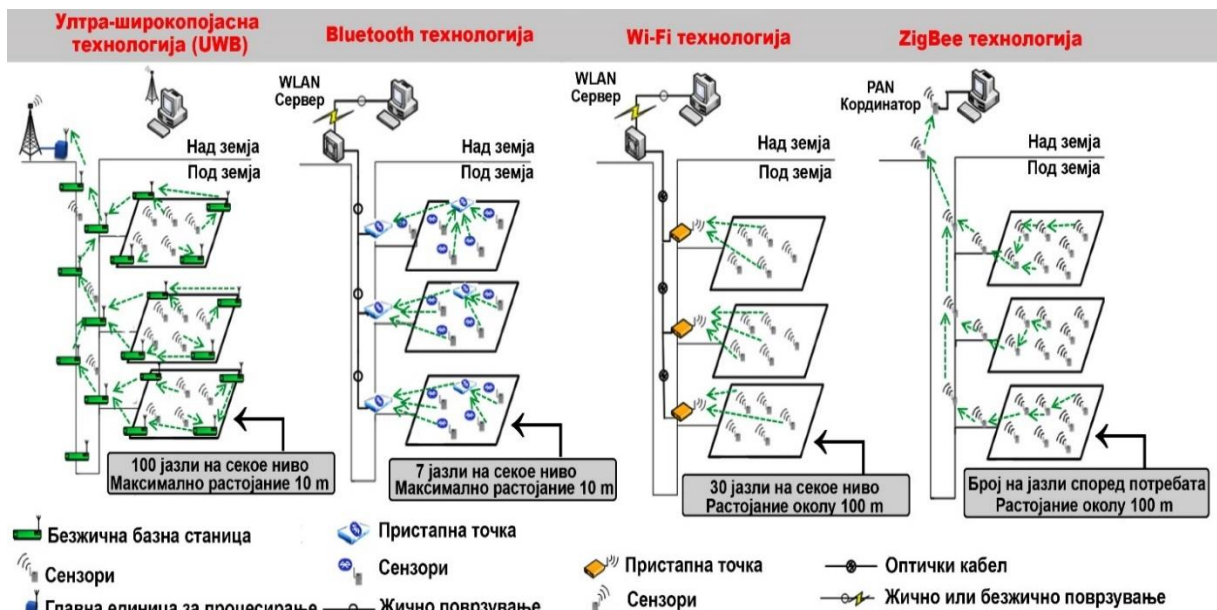 Ултра-широкопојасна
технологија (UWB)
Bluetooth технологија
Wi-Fi технологија
ZigBee технологија
WLAN
Сервер
WLAN
Сервер
PAN
Кординатор
Над земја
Под земја
Над земја
Под земја
Над земја
Под земја
Над земја
Под земја
100 јазли на секое ниво
Максимално растојание 10 m
7 јазли на секое ниво
Максимално растојание 10 m
30 јазли на секое ниво
Растојание околу 100 m
Број на јазли според потребата
Растојание околу 100 m
Безжична базна станица
Сензори
Главна единица за процесирање
Пристапна точка
Сензори
Жично поврзување
Пристапна точка
Сензори
Оптички кабел
Жично или безжично поврзување